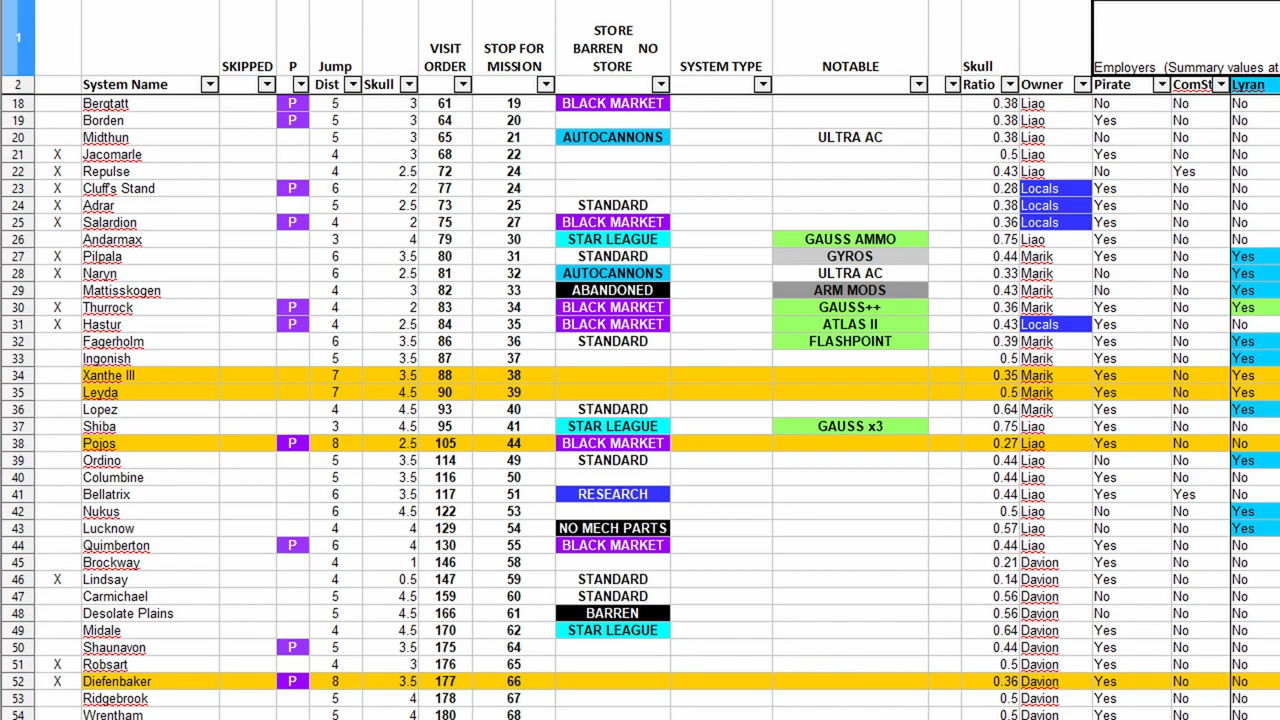 1 SKIPPED P Jump VISIT ORDER STOP FOR MISSION STORE BARREN NO STORE SYSTEM TYPE NOTABLE Skull Employers (Summary values at
2 System Name Dist Skull Ratio Owner Pirate ComSt Lyran
18 Bergtatt P 5 3 61 19 BLACK MARKET 0.38 Liao No No No
19 Borden P 5 3 64 20 0.38 Liao Yes No No
20 Midthun 5 3 65 21 AUTOCANNONS ULTRA AC 0.38 Liao No No No
21 X Jacomarle 4 3 68 22 0.5 Liao Yes No No
22 X Repulse 4 2.5 72 24 0.43 Liao No Yes No
23 X Cluff's Stand P 6 2 77 24 0.28 Locals Yes No No
24 X Adrar 5 2.5 73 25 STANDARD 0.38 Locals Yes No No
25 X Salardion P 4 2 75 27 BLACK MARKET 0.36 Locals Yes No No
26 Andarmax 3 4 79 30 STAR LEAGUE GAUSS AMMO 0.75 Liao Yes No No
27 X Pilpala 6 3.5 80 31 STANDARD GYROS 0.44 Marik Yes No Yes
28 X Naryn 6 2.5 81 32 AUTOCANNONS ULTRA AC 0.33 Marik No No Yes
29 Mattisskogen 4 3 82 33 ABANDONED ARM MODS 0.43 Marik No No Yes
30 X Thurrock P 4 2 83 34 BLACK MARKET GAUSS++ 0.36 Marik Yes No Yes
31 X Hastur P 4 2.5 84 35 BLACK MARKET ATLAS II 0.43 Locals Yes No No
32 Fagerholm 6 3.5 86 36 STANDARD FLASHPOINT 0.39 Marik Yes No Yes
33 Ingonish 5 3.5 87 37 0.5 Marik Yes No Yes
34 Xanthe III 7 3.5 88 38 0.35 Marik Yes No Yes
35 Leyda 7 4.5 90 39 0.5 Marik Yes No Yes
36 Lopez 4 4.5 93 40 STANDARD 0.64 Marik Yes No Yes
37 Shiba 3 4.5 95 41 STAR LEAGUE GAUSS x3 0.75 Liao Yes No No
38 Pojos P 8 2.5 105 44 BLACK MARKET 0.27 Liao Yes No No
39 Ordino 5 3.5 114 49 STANDARD 0.44 Liao No No Yes
40 Columbine 5 3.5 116 50 0.44 Liao Yes No No
41 Bellatrix 6 3.5 117 51 RESEARCH 0.44 Liao Yes Yes No
42 Nukus 6 4.5 122 53 0.5 Liao No No Yes
43 Lucknow 4 4 129 54 NO MECH PARTS 0.57 Liao No No Yes
44 Quimberton P 6 4 130 55 BLACK MARKET 0.44 Liao Yes No No
45 Brockway 4 1 146 58 0.21 Davion Yes No No
46 X Lindsay 4 0.5 147 59 STANDARD 0.14 Davion Yes No No
47 Carmichael 5 4.5 159 60 STANDARD 0.56 Davion No No No
48 Desolate Plains 5 4.5 166 61 BARREN 0.56 Davion No No No
49 Midale 4 4.5 170 62 STAR LEAGUE 0.64 Davion Yes No No
50 Shaunavon P 5 3.5 175 64 0.44 Davion Yes No No
51 X Robsart 4 3 176 65 0.5 Davion Yes No No
52 X Diefenbaker P 8 3.5 177 66 0.36 Davion Yes No No
53 Ridgebrook 5 4 178 67 0.5 Davion Yes No No
54 Wrentham 5 4 180 68 0.5 Davion Yes No No